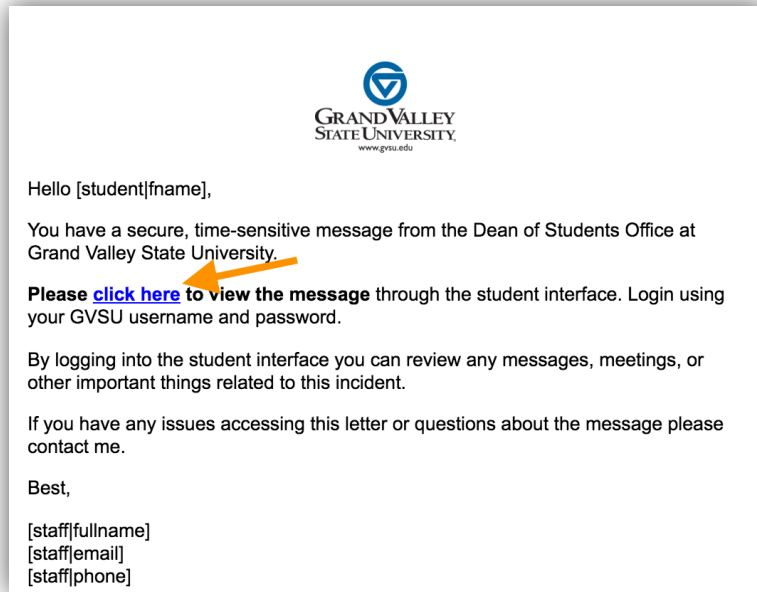 GRAND VALLEY
STATE UNIVERSITY
www.gvsu.edu
Hello [student|fname],
You have a secure, time-sensitive message from the Dean of Students Office at
Grand Valley State University.
Please click here to view the message through the student interface. Login using
your GVSU username and password.
By logging into the student interface you can review any messages, meetings, or
other important things related to this incident.
If you have any issues accessing this letter or questions about the message please
contact me.
Best,
[staff|fullname]
[staff|email]
[staff|phone]